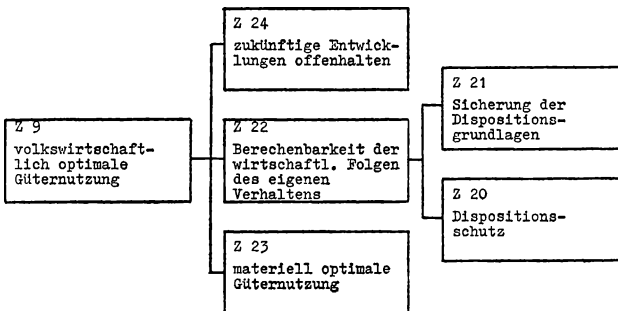 Z 24
zukünftige Entwick-
lungen offenhalten
Z 21
Sicherung der
Dispositions-
grundlagen
Z 9
volkswirtschaft-
lich optimale
Güternutzung
Z 22
Berechenbarkeit der
wirtschaftl. Folgen
des eigenen
Verhaltens
Z 20
Dispositions-
schutz
Z 23
materiell optimale
Güternutzung